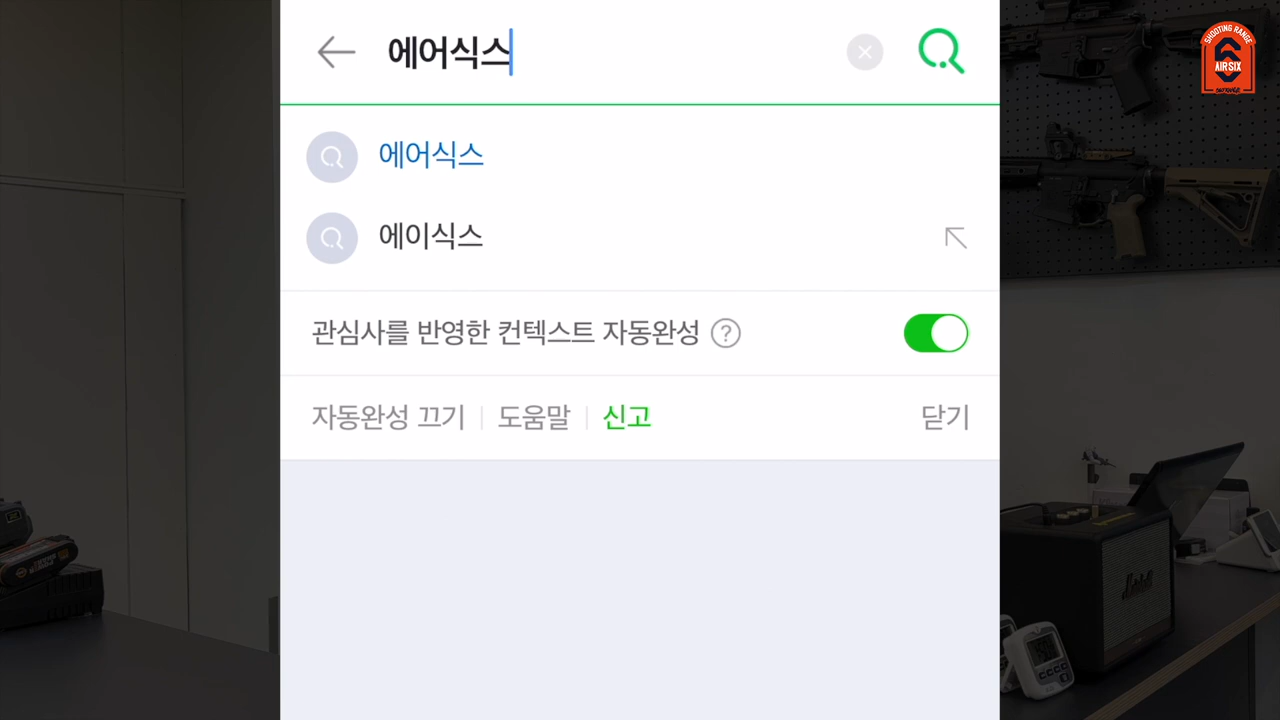 에어식스
에어식스
에이식스
관심사를 반영한 컨텍스트 자동완성 ?
자동완성 끄기 | 도움말 | 신고 닫기
SHOOTING RANGE
AIRSIX
Marshall